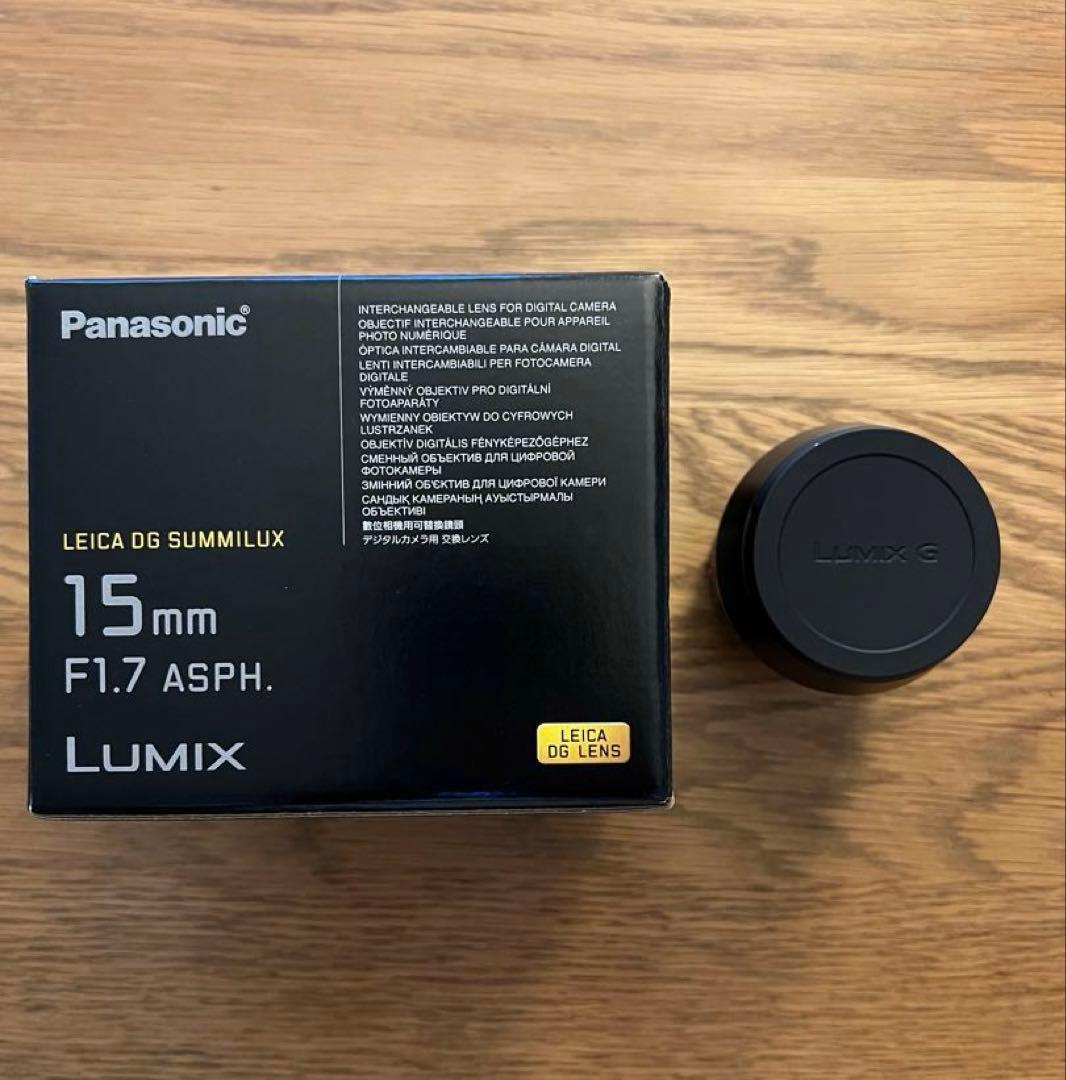 Panasonic®
INTERCHANGEABLE LENS FOR DIGITAL CAMERA
OBJECTIF INTERCHANGEABLE POUR APPAREIL
PHOTO NUMÉRIQUE
ÓPTICA INTERCAMBIABLE PARA CÁMARA DIGITAL
LENTI INTERCAMBIABILI PER FOTOCAMERA
DIGITALE
VÝMĚNNÝ OBJEKTIV PRO DIGITÁLNÍ
FOTOAPARÁTY
WYMIENNY OBIEKTYW DO CYFROWYCH
LUSTRZANEK
OBJEKTÍV DIGITÁLIS FÉNYKÉPEZŐGÉPHEZ
СМЕННЫЙ ОБЪЕКТИВ ДЛЯ ЦИФРОВОЙ
ФОТОКАМЕРЫ
ЗМІННИЙ ОБ'ЄКТИВ ДЛЯ ЦИФРОВОЇ КАМЕРИ
САНДЫҚ КАМЕРАНЫҢ АУЫСТЫРМАЛЫ
ОБЪЕКТИВІ
數位相機用可替換鏡頭
デジタルカメラ用 交換レンズ
LEICA DG SUMMILUX
15mm
F1.7 ASPH.
LUMIX
LEICA
DG LENS
LUMIX G